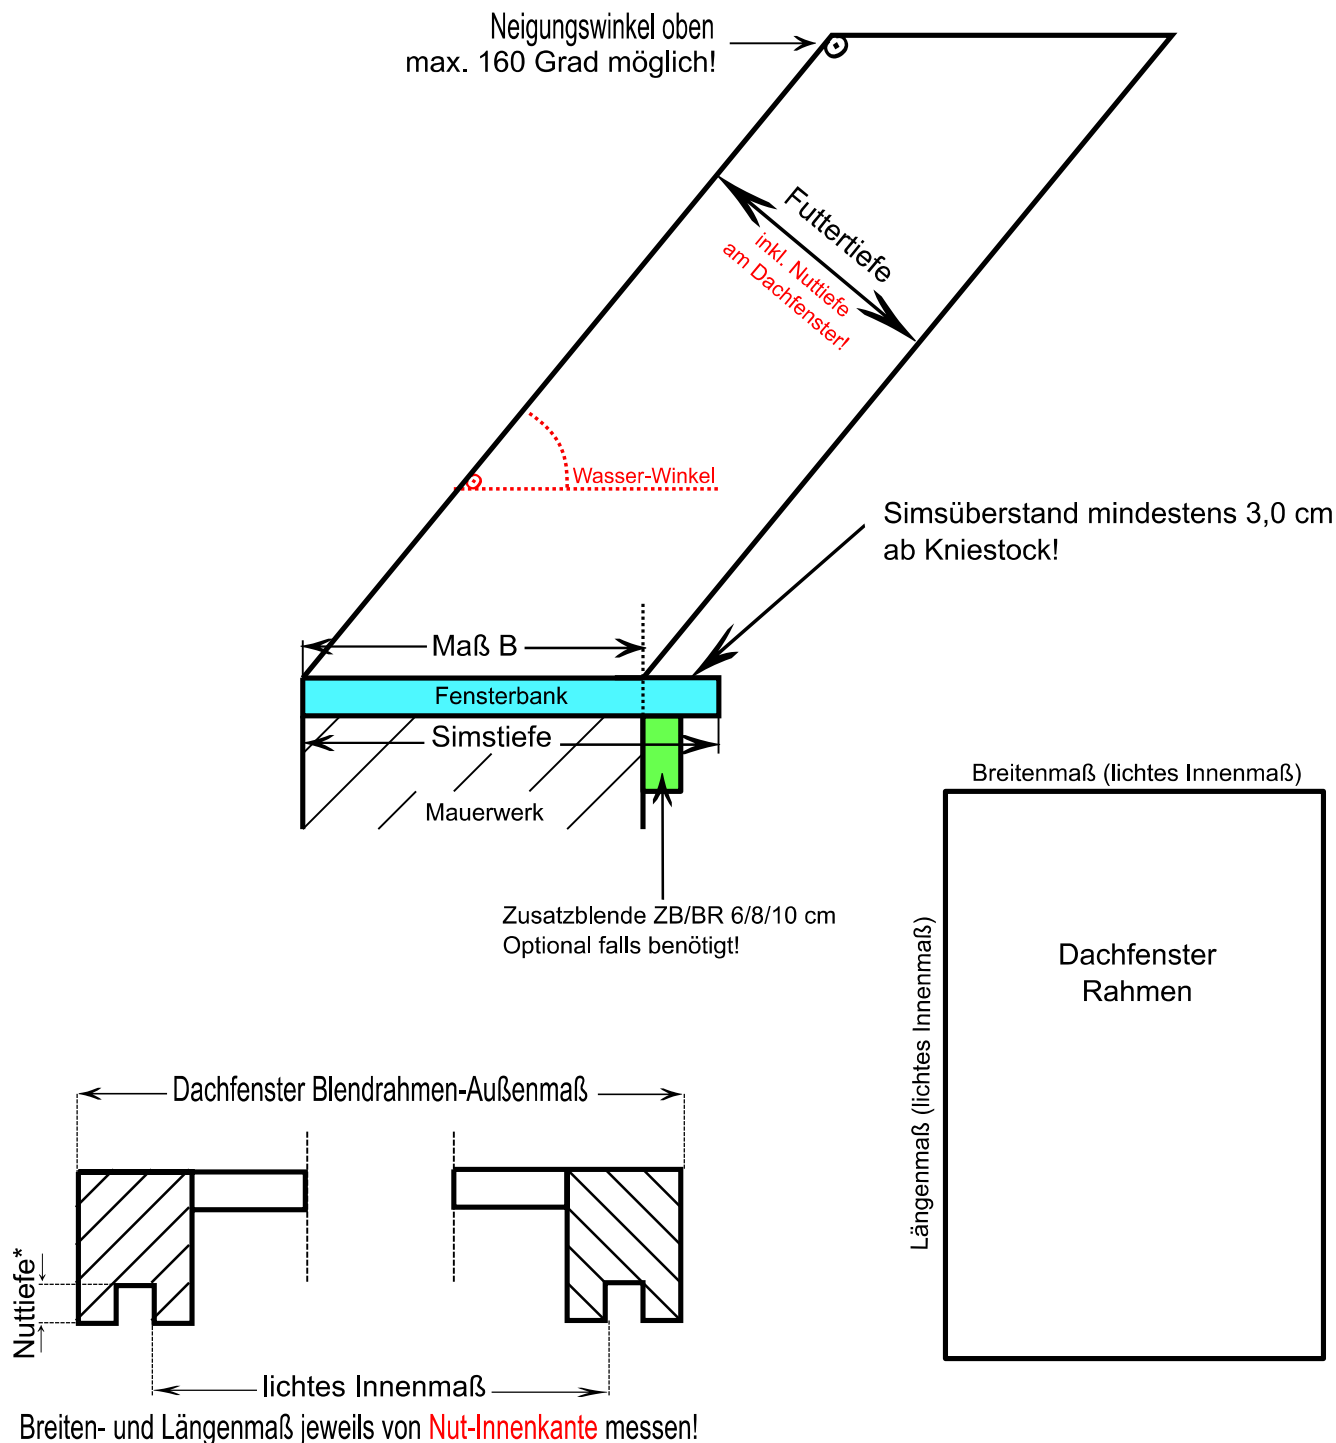 Neigungswinkel oben
max. 160 Grad möglich!
Futtertiefe
inkl. Nuttiefe
am Dachfenster!
Wasser-Winkel
Simsüberstand mindestens 3,0 cm
ab Kniestock!
Maß B
Fensterbank
Simstiefe
Mauerwerk
Zusatzblende ZB/BR 6/8/10 cm
Optional falls benötigt!
Breitenmaß (lichtes Innenmaß)
Längenmaß (lichtes Innenmaß)
Dachfenster
Rahmen
Dachfenster Blendrahmen-Außenmaß
Nuttiefe*
lichtes Innenmaß
Breiten- und Längenmaß jeweils von Nut-Innenkante messen!